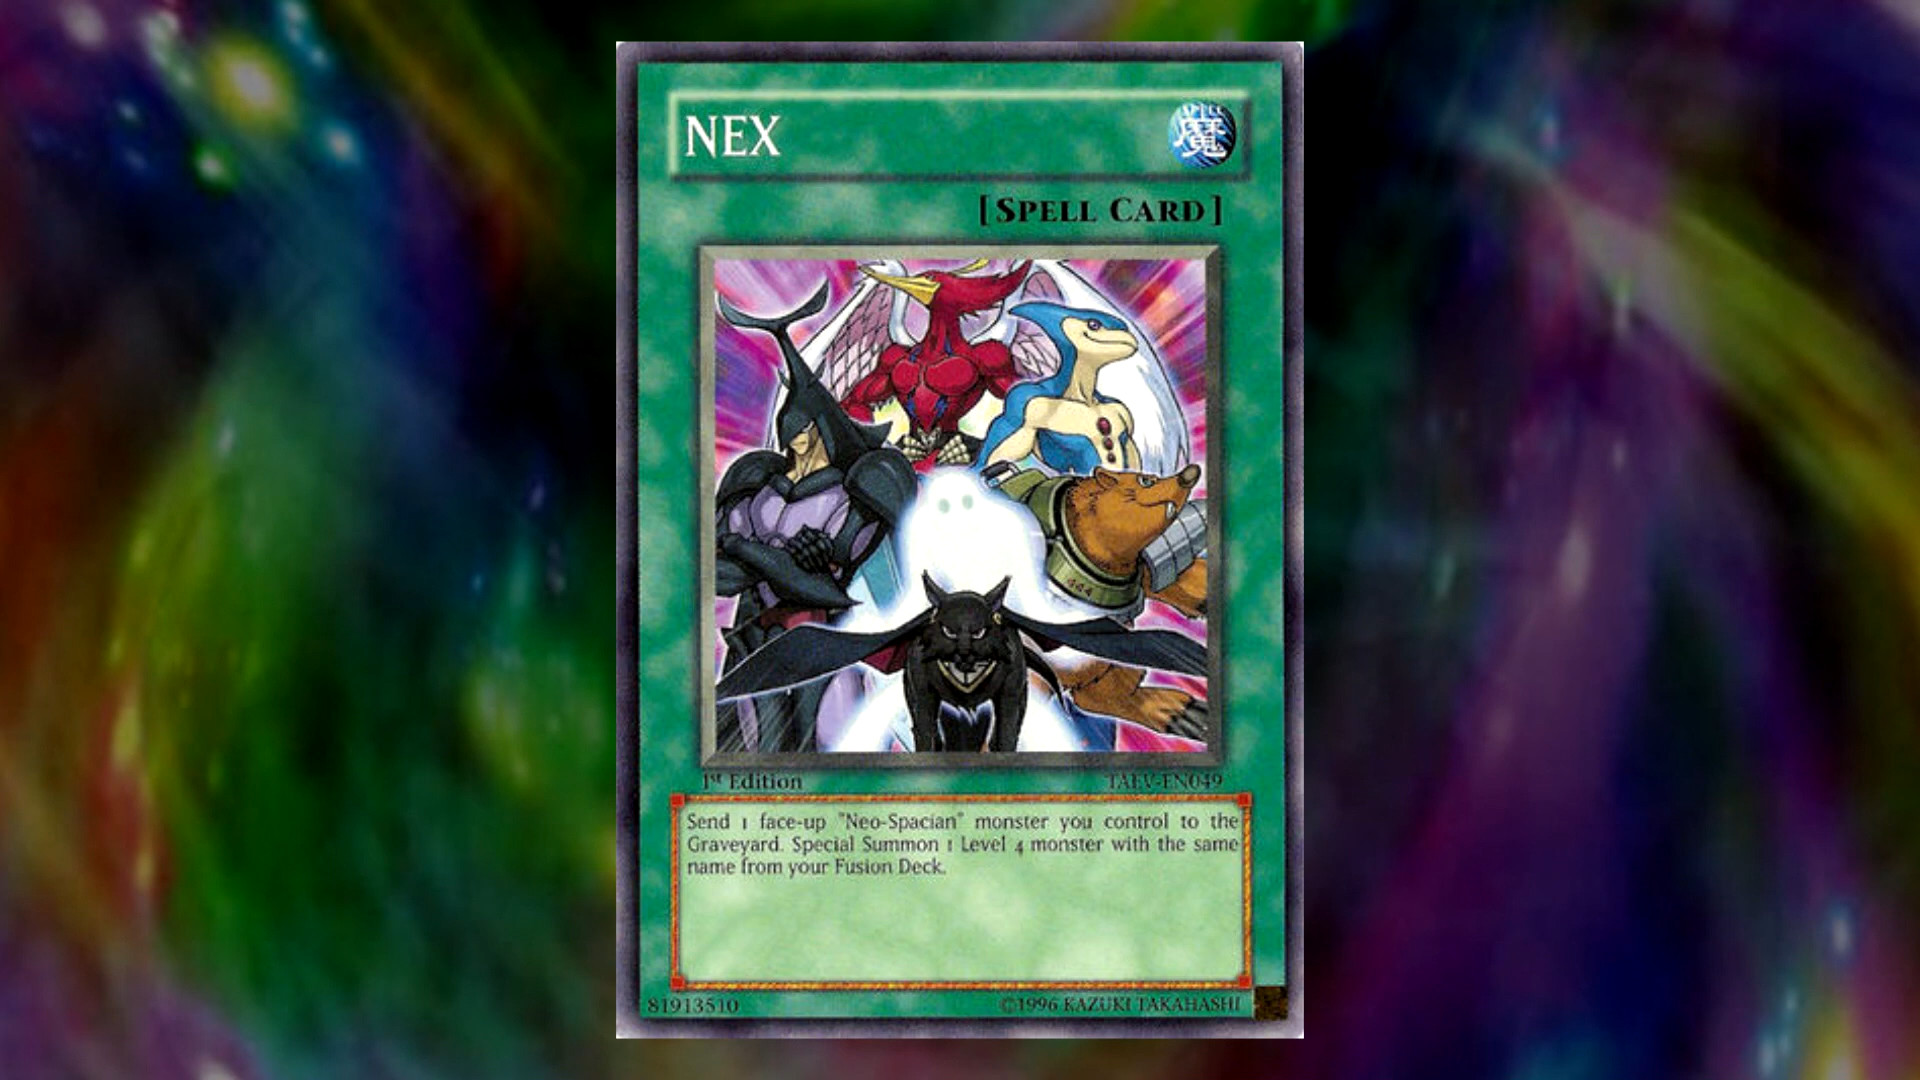 NEX
魔
[SPELL CARD]
1st Edition
TAEV-EN049
Send 1 face-up "Neo-Spacian" monster you control to the
Graveyard. Special Summon 1 Level 4 monster with the same
name from your Fusion Deck.
81913510
©1996 KAZUKI TAKAHASHI